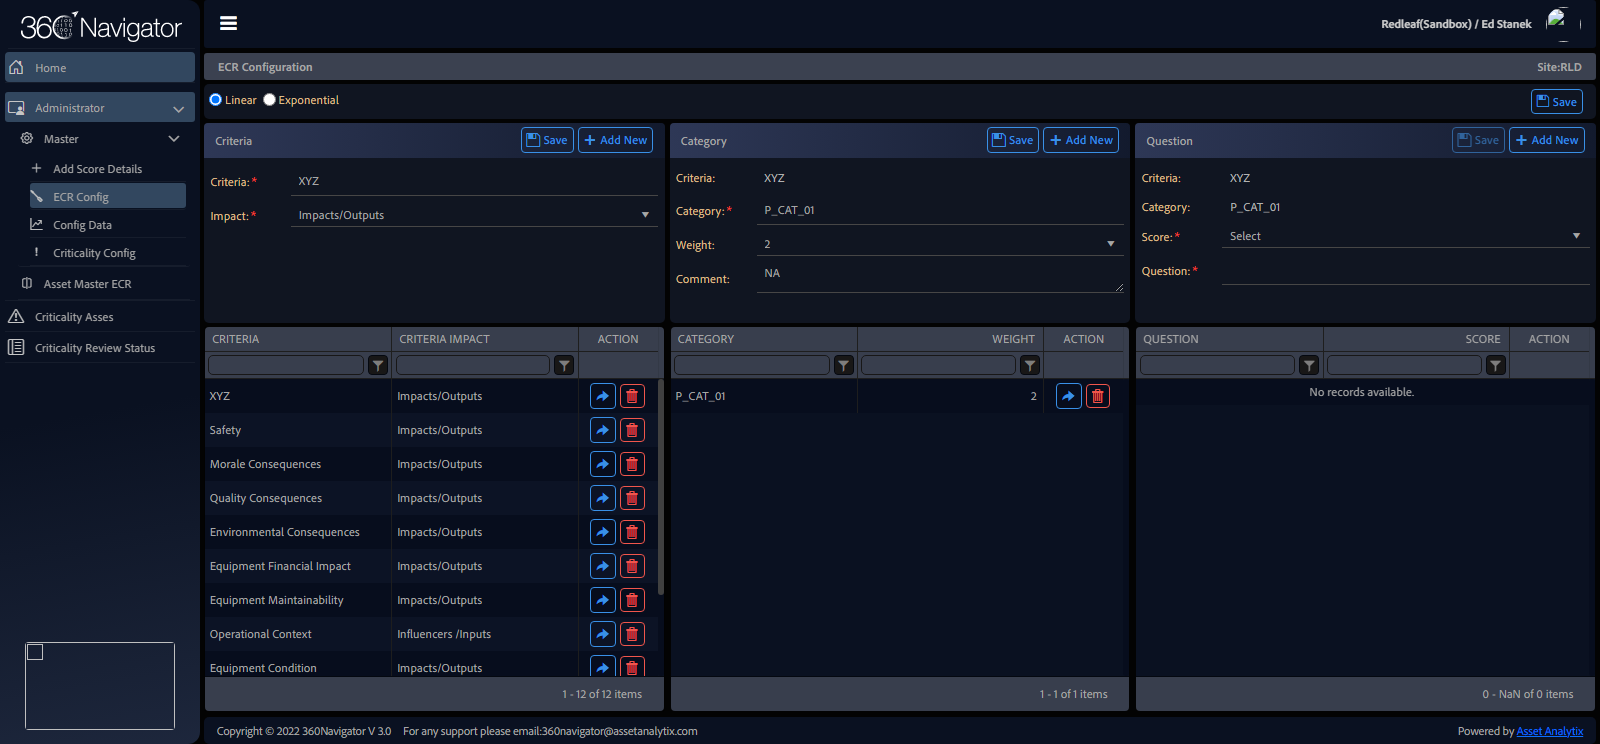 360 Navigator
Redleaf(Sandbox) / Ed Stanek
Home
Administrator
Master
Add Score Details
ECR Config
Config Data
Criticality Config
Asset Master ECR
Criticality Asses
Criticality Review Status
ECR Configuration
Site:RLD
Linear Exponential
Save
Criteria
Save
+ Add New
Criteria:* XYZ
Impact:* Impacts/Outputs
Category
Save
+ Add New
Criteria: XYZ
Category:* P_CAT_01
Weight: 2
Comment: NA
Question
Save
+ Add New
Criteria: XYZ
Category: P_CAT_01
Score:* Select
Question:*
CRITERIA CRITERIA IMPACT ACTION
XYZ Impacts/Outputs
Safety Impacts/Outputs
Morale Consequences Impacts/Outputs
Quality Consequences Impacts/Outputs
Environmental Consequences Impacts/Outputs
Equipment Financial Impact Impacts/Outputs
Equipment Maintainability Impacts/Outputs
Operational Context Influencers /Inputs
Equipment Condition Impacts/Outputs
1 - 12 of 12 items
CATEGORY WEIGHT ACTION
P_CAT_01 2
1 - 1 of 1 items
QUESTION SCORE ACTION
No records available.
0 - NaN of 0 items
Copyright © 2022 360Navigator V 3.0 For any support please email:360navigator@assetanalytix.com
Powered by Asset Analytix